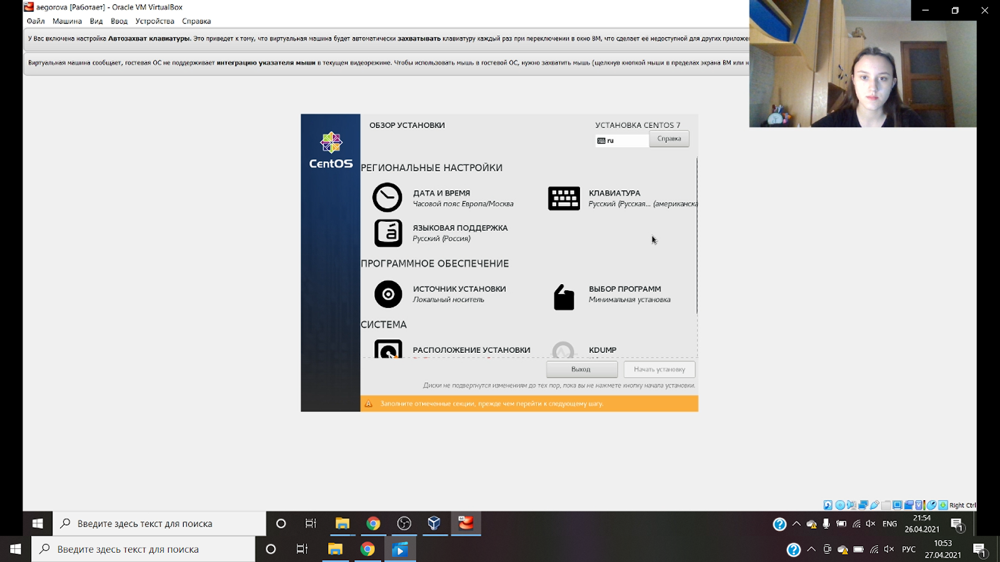 aegorova [Работает] - Oracle VM VirtualBox
Файл Машина Вид Ввод Устройства Справка
У Вас включена настройка Автозахват клавиатуры. Это приведет к тому, что виртуальная машина будет автоматически захватывать клавиатуру каждый раз при переключении в окно ВМ, что сделает ее недоступной для других приложе
Виртуальная машина сообщает, гостевая ОС не поддерживает интеграцию указателя мыши в текущем видеорежиме. Чтобы использовать мышь в гостевой ОС, нужно захватить мышь (щелкнув кнопкой мыши в пределах экрана ВМ или н
CentOS
ОБЗОР УСТАНОВКИ
УСТАНОВКА CENTOS 7
ru
Справка
РЕГИОНАЛЬНЫЕ НАСТРОЙКИ
ДАТА И ВРЕМЯ
Часовой пояс Европа/Москва
КЛАВИАТУРА
Русский (Русская... (американска
ЯЗЫКОВАЯ ПОДДЕРЖКА
Русский (Россия)
ПРОГРАММНОЕ ОБЕСПЕЧЕНИЕ
ИСТОЧНИК УСТАНОВКИ
Локальный носитель
ВЫБОР ПРОГРАММ
Минимальная установка
СИСТЕМА
РАСПОЛОЖЕНИЕ УСТАНОВКИ
KDUMP
Выход
Начать установку
Диски не подвергнутся изменениям до тех пор, пока вы не нажмете кнопку начала установки.
Заполните отмеченные секции, прежде чем перейти к следующему шагу.
Right Ctrl
Введите здесь текст для поиска
ENG
21:54
26.04.2021
1
Введите здесь текст для поиска
РУС
10:53
27.04.2021
1